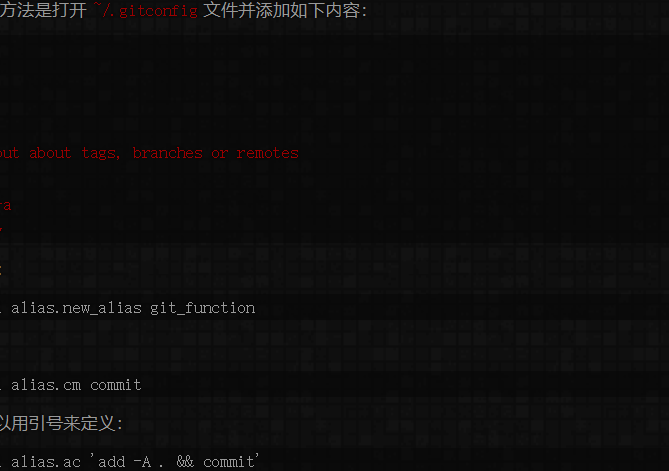 方法是打开 ~/.gitconfig 文件并添加如下内容：
out about tags, branches or remotes
alias.new_alias git_function
alias.cm commit
以用引号来定义：
alias.ac 'add -A . && commit'